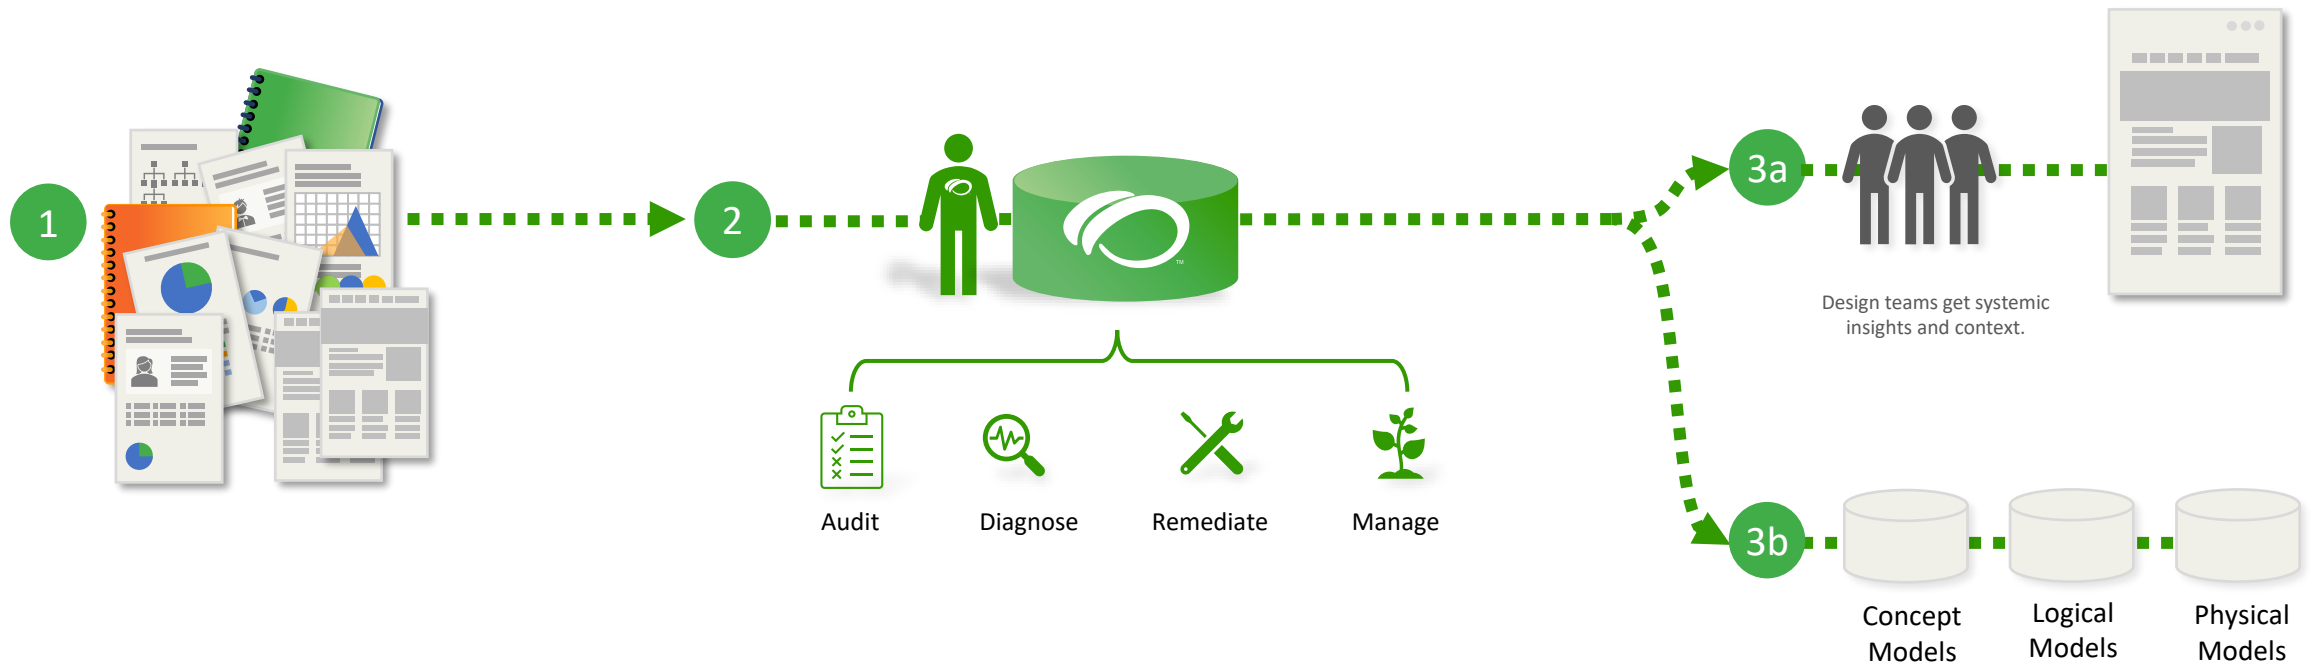 1
2
TM
Audit
Diagnose
Remediate
Manage
3a
Design teams get systemic
insights and context.
3b
Concept
Models
Logical
Models
Physical
Models